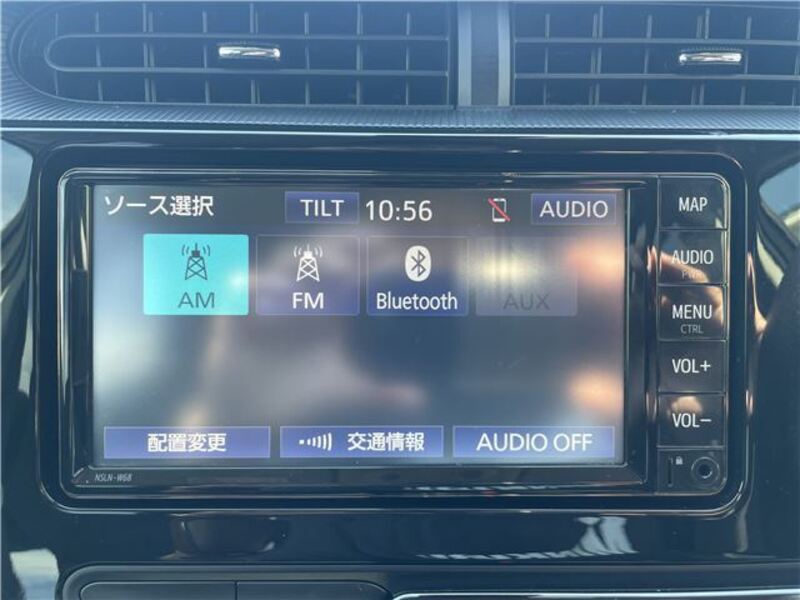 ソース選択 TILT 10:56 AUDIO
AM FM Bluetooth AUX
配置変更 交通情報 AUDIO OFF
MAP
AUDIO
PWR
MENU
CTRL
VOL+
VOL-
NSLN-W68